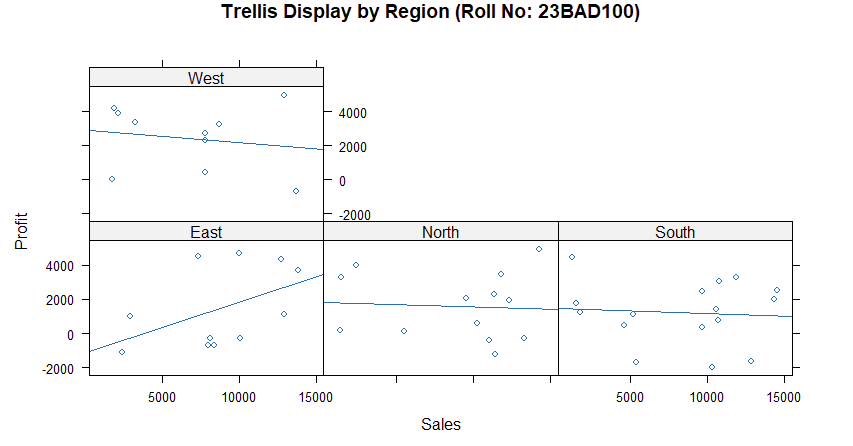 Trellis Display by Region (Roll No: 23BAD100)
West
4000
2000
0
-2000
Profit
East North South
4000
2000
0
-2000
5000 10000 15000 5000 10000 15000
Sales